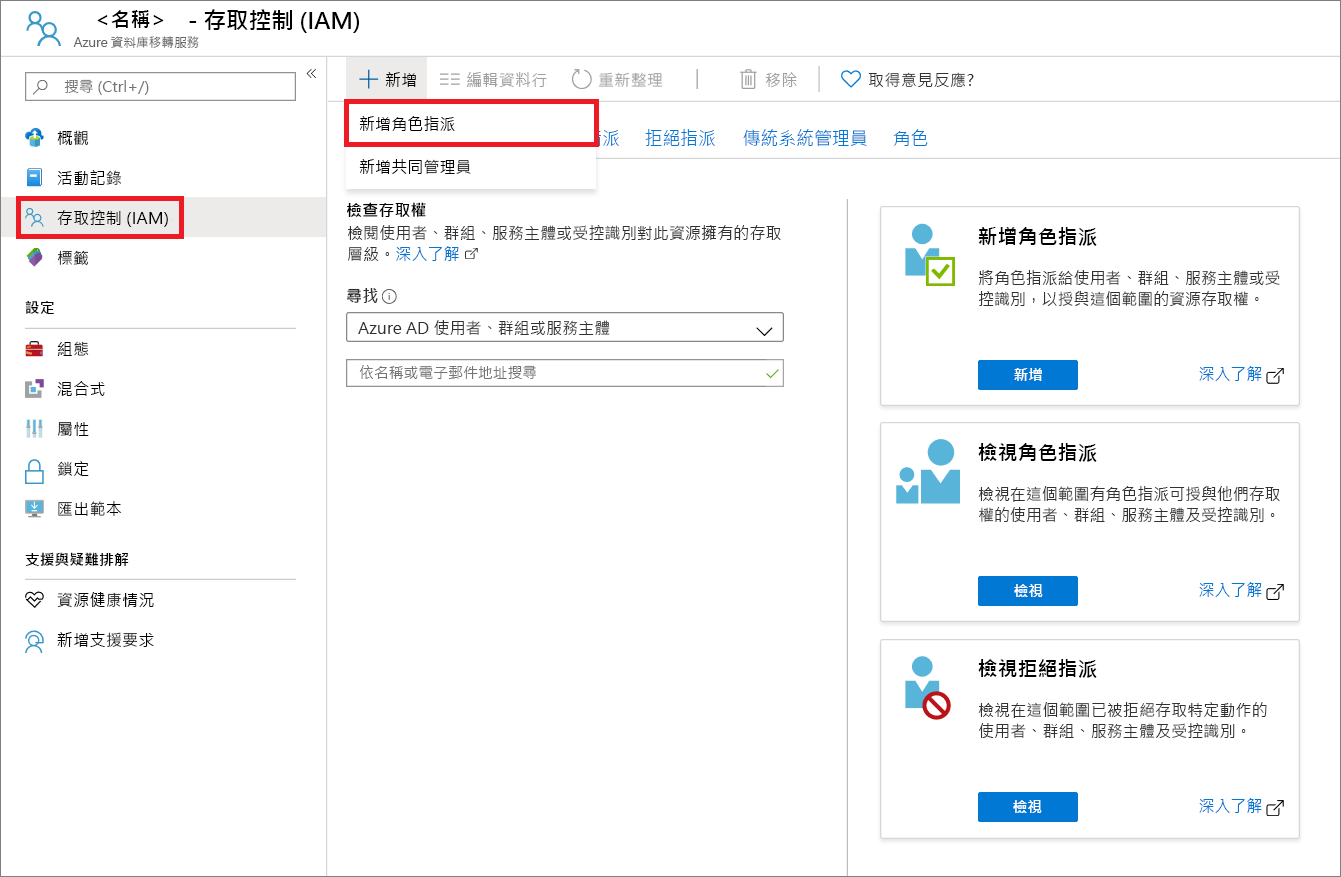 <名稱> - 存取控制 (IAM)
Azure 資料庫移轉服務
搜尋 (Ctrl+/)
«
概觀
活動記錄
存取控制 (IAM)
標籤
設定
組態
混合式
屬性
鎖定
匯出範本
支援與疑難排解
資源健康情況
新增支援要求
新增 編輯資料行 重新整理 移除 取得意見反應?
新增角色指派
新增共同管理員
指派 拒絕指派 傳統系統管理員 角色
檢查存取權
檢閱使用者、群組、服務主體或受控識別對此資源擁有的存取
層級。深入了解
尋找
Azure AD 使用者、群組或服務主體
依名稱或電子郵件地址搜尋
新增角色指派
將角色指派給使用者、群組、服務主體或受
控識別，以授與這個範圍的資源存取權。
新增 深入了解
檢視角色指派
檢視在這個範圍有角色指派可授與他們存取
權的使用者、群組、服務主體及受控識別。
檢視 深入了解
檢視拒絕指派
檢視在這個範圍已被拒絕存取特定動作的
使用者、群組、服務主體及受控識別。
檢視 深入了解